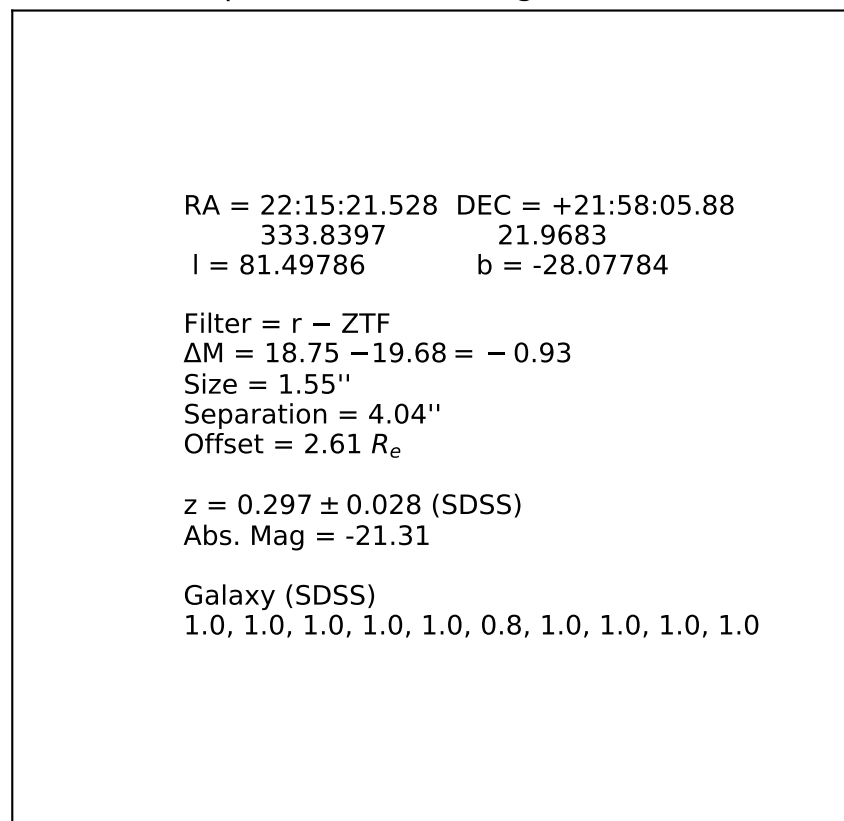 RA = 22:15:21.528 DEC = +21:58:05.88
333.8397 21.9683
l = 81.49786 b = -28.07784
Filter = r − ZTF
ΔM = 18.75 −19.68 = − 0.93
Size = 1.55''
Separation = 4.04''
Offset = 2.61 Rₑ
z = 0.297 ± 0.028 (SDSS)
Abs. Mag = -21.31
Galaxy (SDSS)
1.0, 1.0, 1.0, 1.0, 1.0, 0.8, 1.0, 1.0, 1.0, 1.0